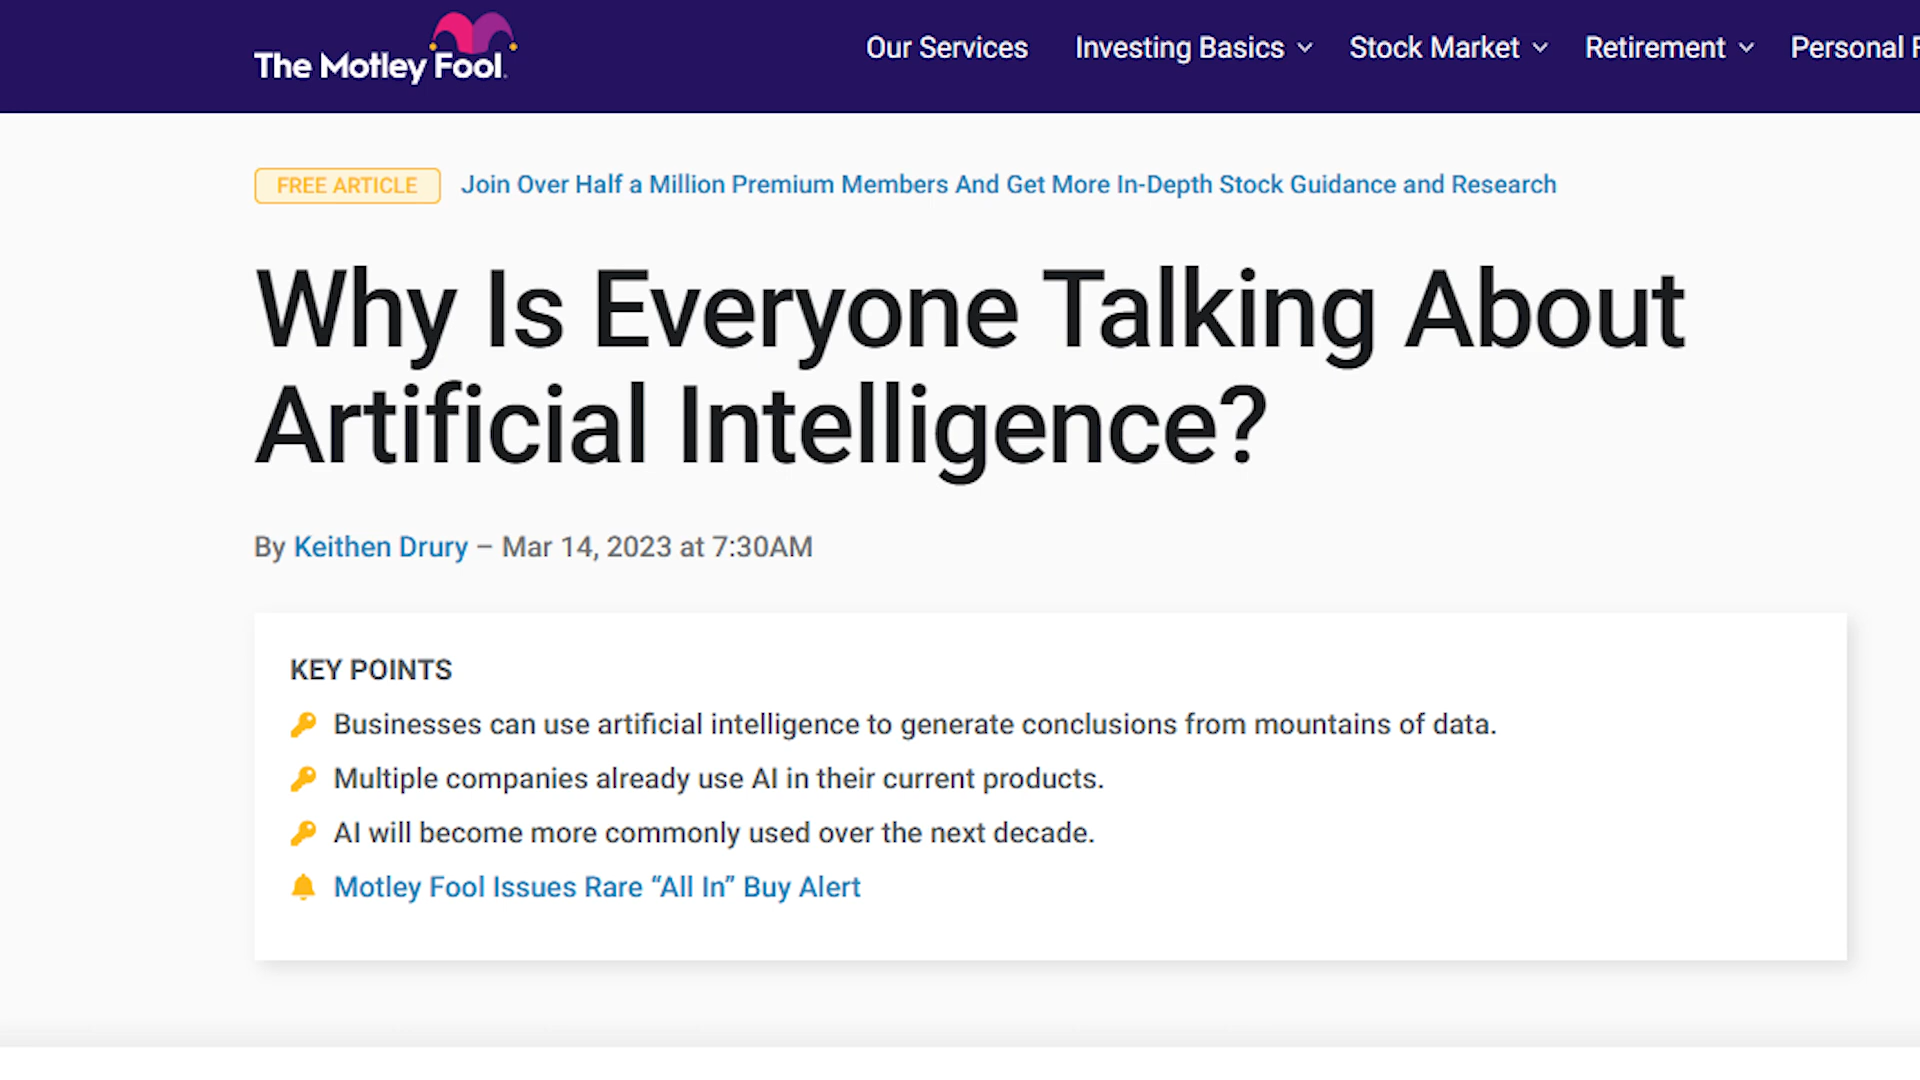 The Motley Fool.
Our Services Investing Basics Stock Market Retirement Personal
FREE ARTICLE Join Over Half a Million Premium Members And Get More In-Depth Stock Guidance and Research
Why Is Everyone Talking About
Artificial Intelligence?
By Keithen Drury – Mar 14, 2023 at 7:30AM
KEY POINTS
Businesses can use artificial intelligence to generate conclusions from mountains of data.
Multiple companies already use AI in their current products.
AI will become more commonly used over the next decade.
Motley Fool Issues Rare “All In” Buy Alert